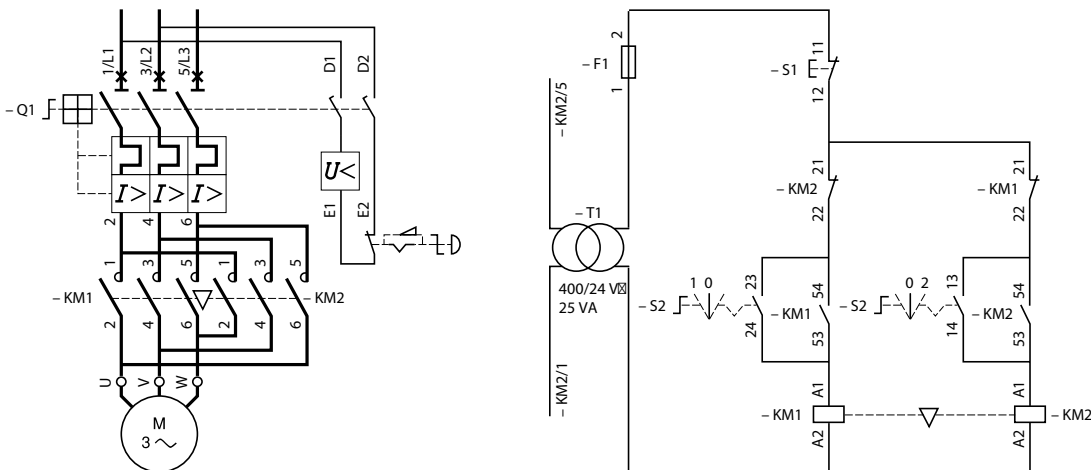 1/L1
3/L2
5/L3
D1
D2
– Q1
U<
I >
I >
I >
E1
E2
2
4
6
1
3
5
1
3
5
– KM1
– KM2
2
4
6
2
4
6
U
V
W
M
3 ~
2
– F1
1
– KM2/5
– T1
400/24 V
25 VA
– KM2/1
11
– S1
12
21
– KM2
22
21
– KM1
22
1 0
– S2
23
24
54
– KM1
53
0 2
– S2
13
14
54
– KM2
53
A1
– KM1
A2
A1
– KM2
A2